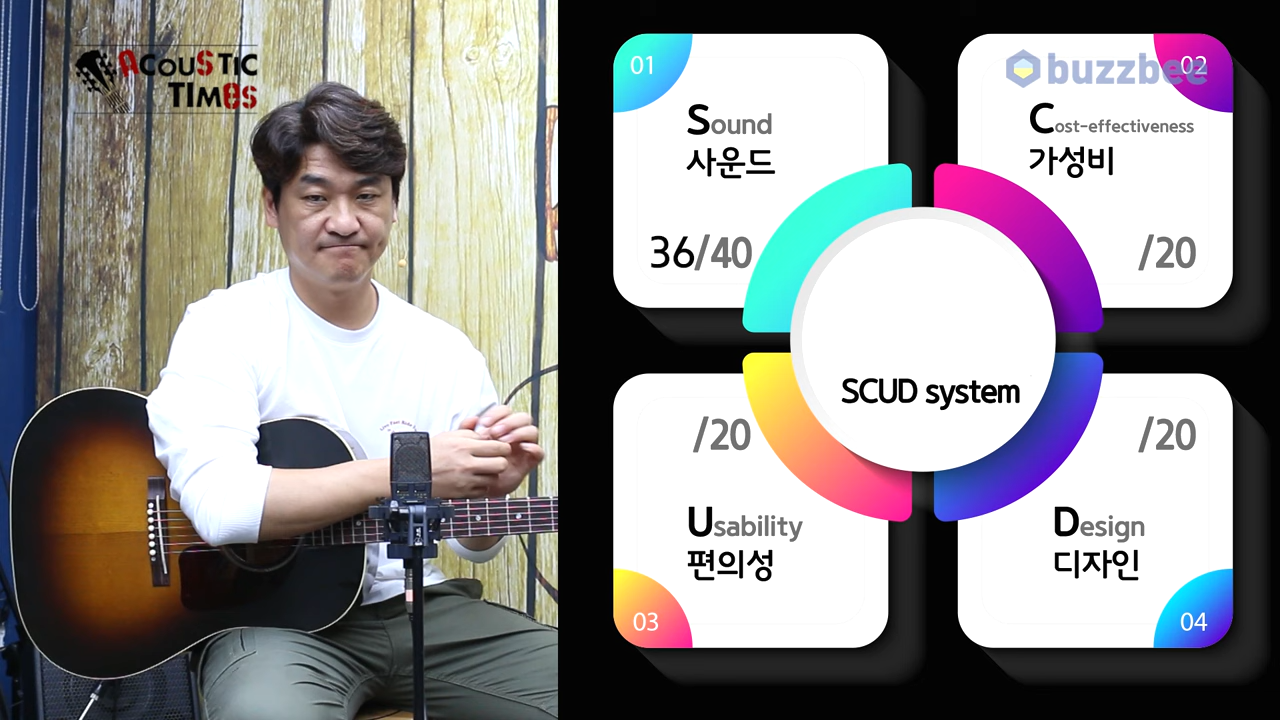 ACOUSTIC
TIMES
01
Sound
사운드
36/40
buzzbee
02
Cost-effectiveness
가성비
/20
SCUD system
/20
Usability
편의성
03
/20
Design
디자인
04